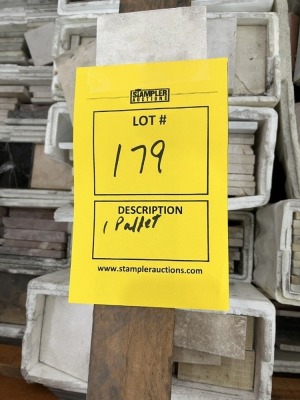 STAMPLER
AUCTIONS
LOT #
179
DESCRIPTION
1 Pallet
www.stamplerauctions.com